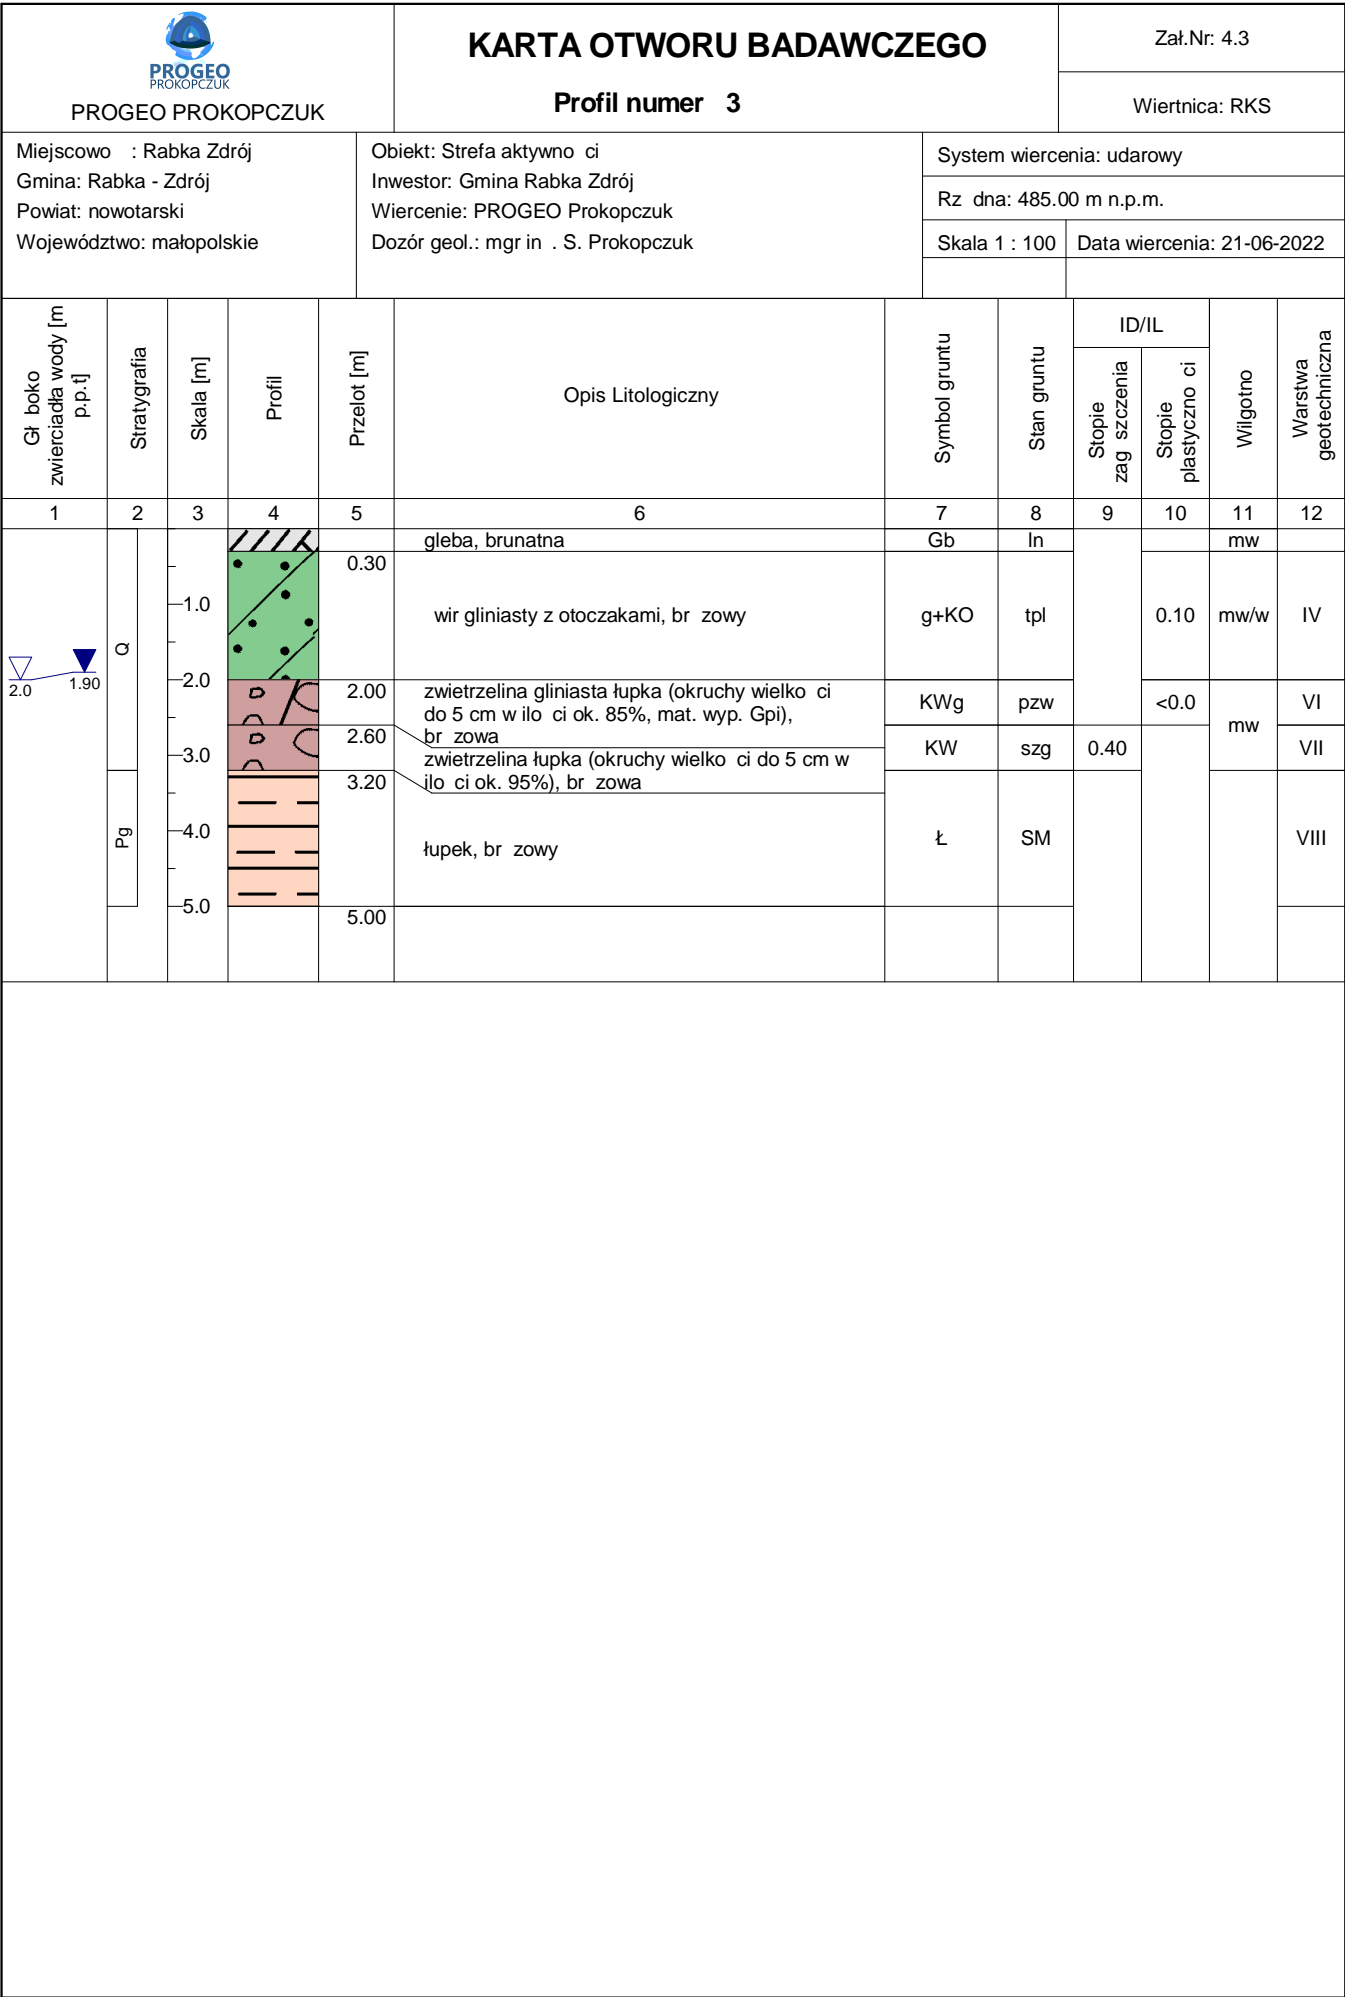 PROGEO
PROKOPCZUK
PROGEO PROKOPCZUK
KARTA OTWORU BADAWCZEGO
Profil numer 3
Zał.Nr: 4.3
Wiertnica: RKS
Miejscowo : Rabka Zdrój
Gmina: Rabka - Zdrój
Powiat: nowotarski
Województwo: małopolskie
Obiekt: Strefa aktywno ci
Inwestor: Gmina Rabka Zdrój
Wiercenie: PROGEO Prokopczuk
Dozór geol.: mgr in . S. Prokopczuk
System wiercenia: udarowy
Rz dna: 485.00 m n.p.m.
Skala 1 : 100
Data wiercenia: 21-06-2022
Gł boko
zwierciadła wody [m
p.p.t]
Stratygrafia
Skala [m]
Profil
Przelot [m]
Opis Litologiczny
Symbol gruntu
Stan gruntu
ID/IL
Stopie
zag szczenia
Stopie
plastyczno ci
Wilgotno
Warstwa
geotechniczna
1 2 3 4 5 6 7 8 9 10 11 12
gleba, brunatna Gb ln mw
0.30
1.0
wir gliniasty z otoczakami, br zowy g+KO tpl 0.10 mw/w IV
Q
2.0 1.90
2.0
2.00
zwietrzelina gliniasta łupka (okruchy wielko ci
do 5 cm w ilo ci ok. 85%, mat. wyp. Gpi),
br zowa
KWg pzw <0.0 VI
mw
2.60
3.0
zwietrzelina łupka (okruchy wielko ci do 5 cm w
ilo ci ok. 95%), br zowa
KW szg 0.40 VII
3.20
Pg
4.0
łupek, br zowy Ł SM VIII
5.0
5.00